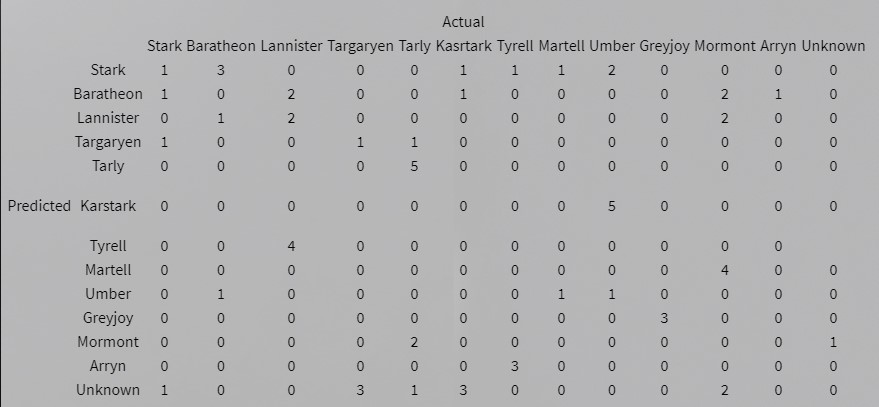 Actual
Stark Baratheon Lannister Targaryen Tarly Kasrtark Tyrell Martell Umber Greyjoy Mormont Arryn Unknown
Stark 1 3 0 0 0 1 1 1 2 0 0 0 0
Baratheon 1 0 2 0 0 1 0 0 0 0 2 1 0
Lannister 0 1 2 0 0 0 0 0 0 0 2 0 0
Targaryen 1 0 0 1 1 0 0 0 0 0 0 0 0
Tarly 0 0 0 0 5 0 0 0 0 0 0 0 0
Predicted Karstark 0 0 0 0 0 0 0 0 5 0 0 0 0
Tyrell 0 0 4 0 0 0 0 0 0 0 0 0
Martell 0 0 0 0 0 0 0 0 0 0 4 0 0
Umber 0 1 0 0 0 0 0 1 1 0 0 0 0
Greyjoy 0 0 0 0 0 0 0 0 0 3 0 0 0
Mormont 0 0 0 0 2 0 0 0 0 0 0 0 1
Arryn 0 0 0 0 0 0 3 0 0 0 0 0 0
Unknown 1 0 0 3 1 3 0 0 0 0 2 0 0